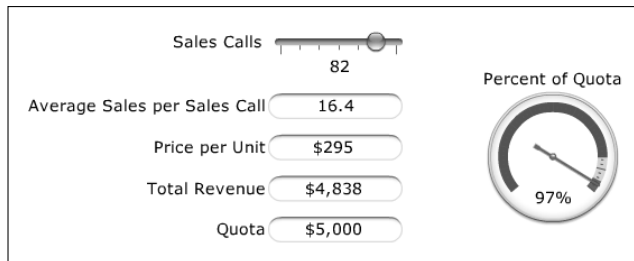 Sales Calls
82
Average Sales per Sales Call 16.4
Price per Unit $295
Total Revenue $4,838
Quota $5,000
Percent of Quota
97%